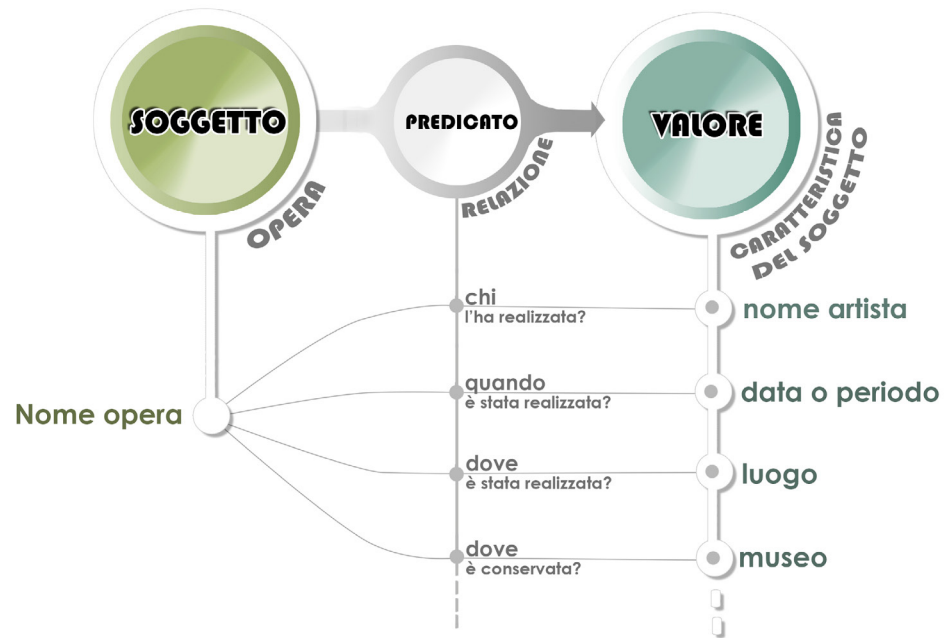 SOGGETTO
PREDICATO
VALORE
OPERA
RELAZIONE
CARATTERISTICA
DEL SOGGETTO
chi
l'ha realizzata?
nome artista
quando
è stata realizzata?
data o periodo
Nome opera
dove
è stata realizzata?
luogo
dove
è conservata?
museo